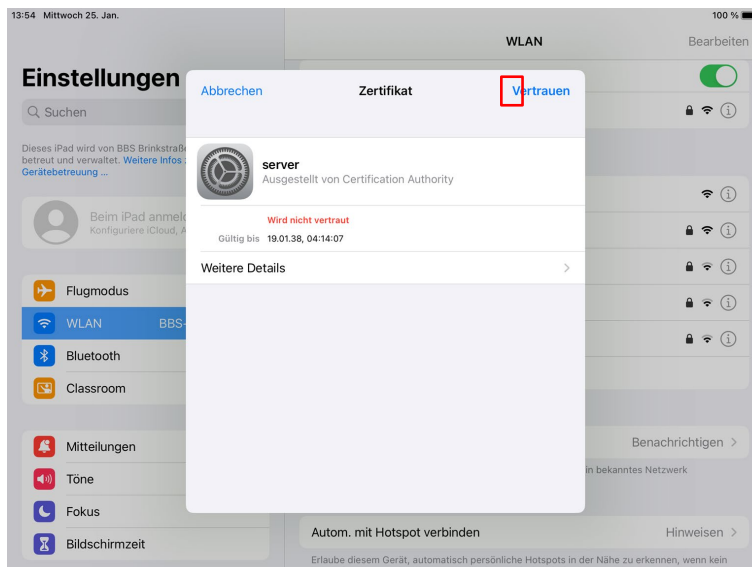 13:54 Mittwoch 25. Jan.
100 %
WLAN
Bearbeiten
Einstellungen
Suchen
Dieses iPad wird von BBS Brinkstraße
betreut und verwaltet. Weitere Infos
Gerätebetreuung ...
Beim iPad anmeld
Konfiguriere iCloud, A
Flugmodus
WLAN BBS-
Bluetooth
Classroom
Mitteilungen
Töne
Fokus
Bildschirmzeit
Abbrechen
Zertifikat
Vertrauen
server
Ausgestellt von Certification Authority
Wird nicht vertraut
Gültig bis 19.01.38, 04:14:07
Weitere Details
Benachrichtigen
in bekanntes Netzwerk
Autom. mit Hotspot verbinden
Hinweisen
Erlaube diesem Gerät, automatisch persönliche Hotspots in der Nähe zu erkennen, wenn kein